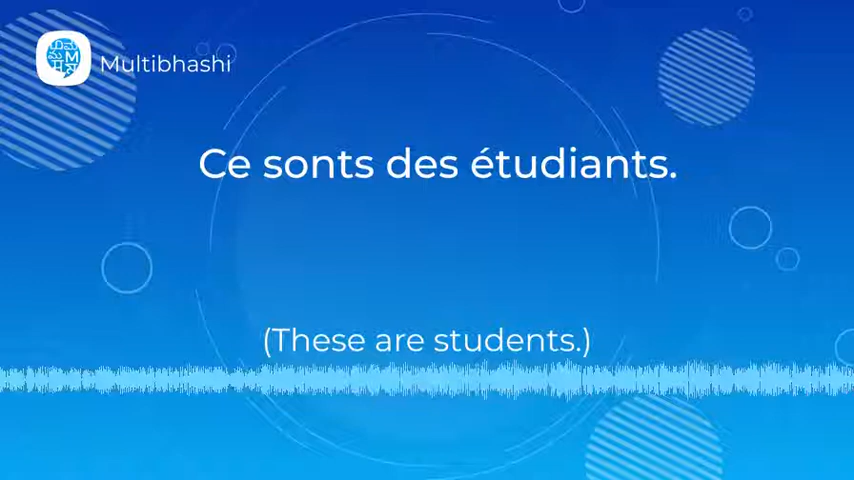 Multibhashi
Ce sonts des étudiants.
(These are students.)